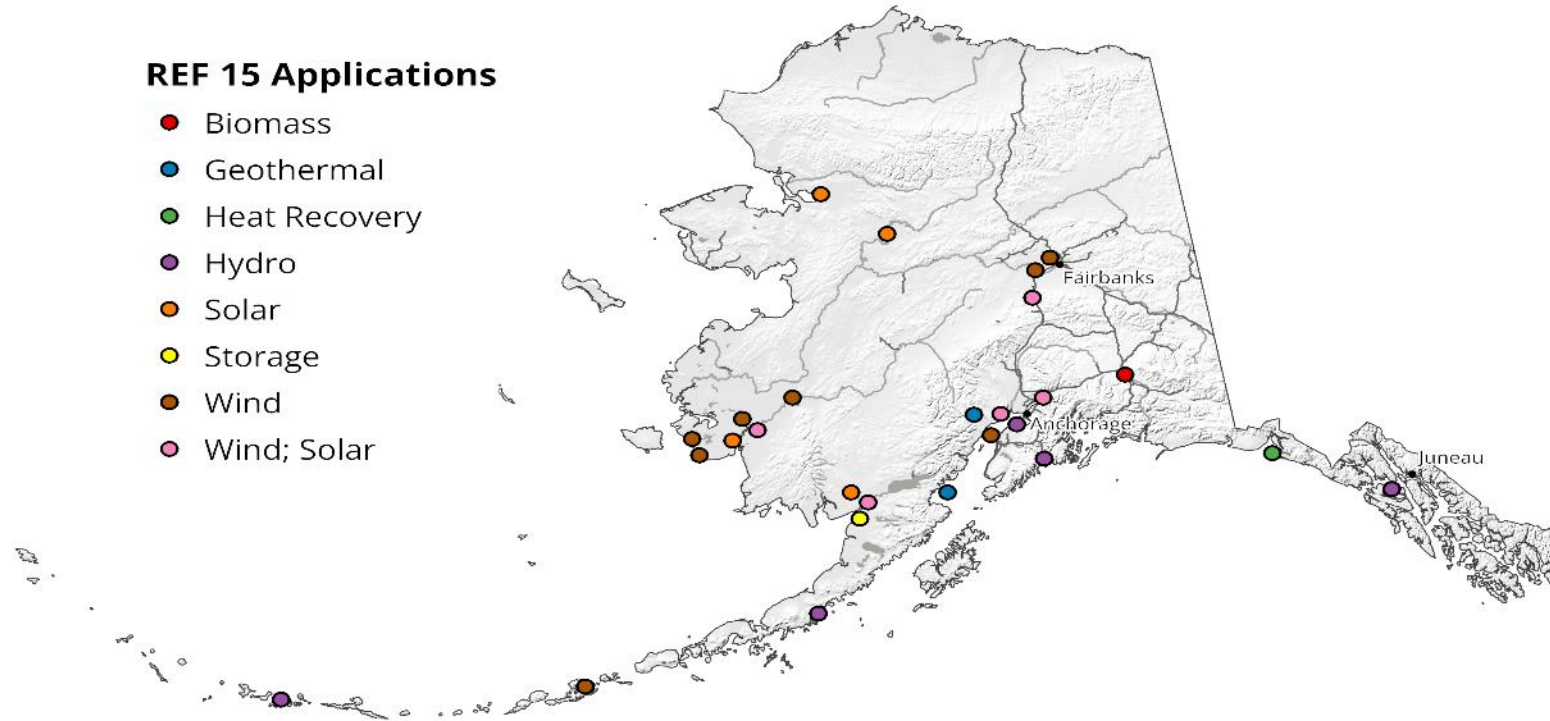 REF 15 Applications
Biomass
Geothermal
Heat Recovery
Hydro
Solar
Storage
Wind
Wind; Solar
Fairbanks
Anchorage
Juneau